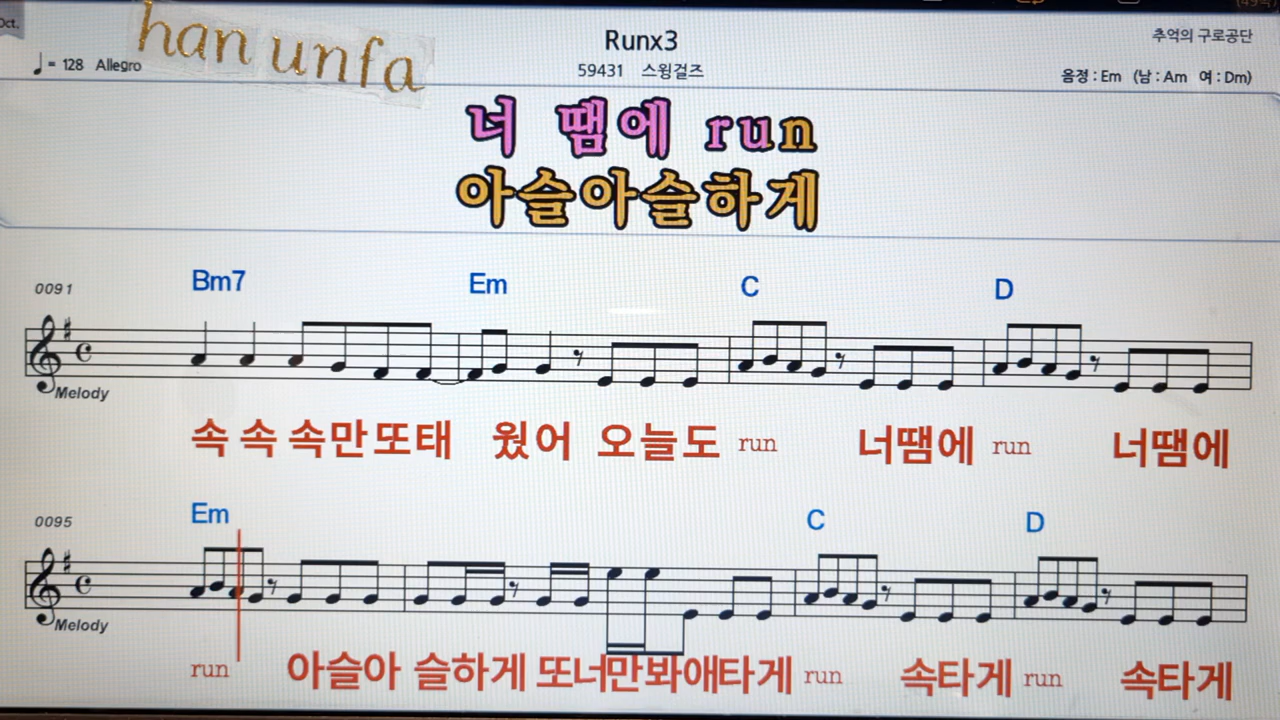 Oct.
han unfa
Runx3
추억의 구로공단
♩= 128 Allegro
59431 스윙걸즈
음정 : Em (남 : Am 여 : Dm)
너 땜에 run
아슬아슬하게
0091 Bm7 Em C D
Melody
속 속 속만또태 웠어 오늘도 run 너땜에 run 너땜에
0095 Em C D
Melody
run 아슬아 슬하게 또너만봐애타게 run 속타게 run 속타게